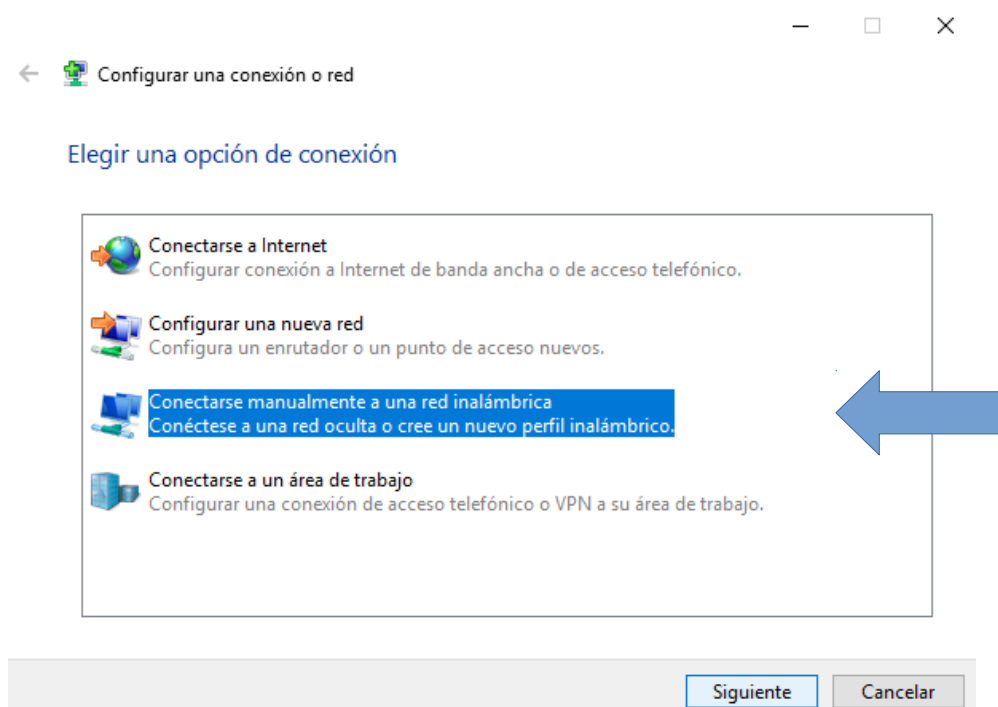 Configurar una conexión o red
Elegir una opción de conexión
Conectarse a Internet
Configurar conexión a Internet de banda ancha o de acceso telefónico.
Configurar una nueva red
Configura un enrutador o un punto de acceso nuevos.
Conectarse manualmente a una red inalámbrica
Conéctese a una red oculta o cree un nuevo perfil inalámbrico.
Conectarse a un área de trabajo
Configurar una conexión de acceso telefónico o VPN a su área de trabajo.
Siguiente
Cancelar